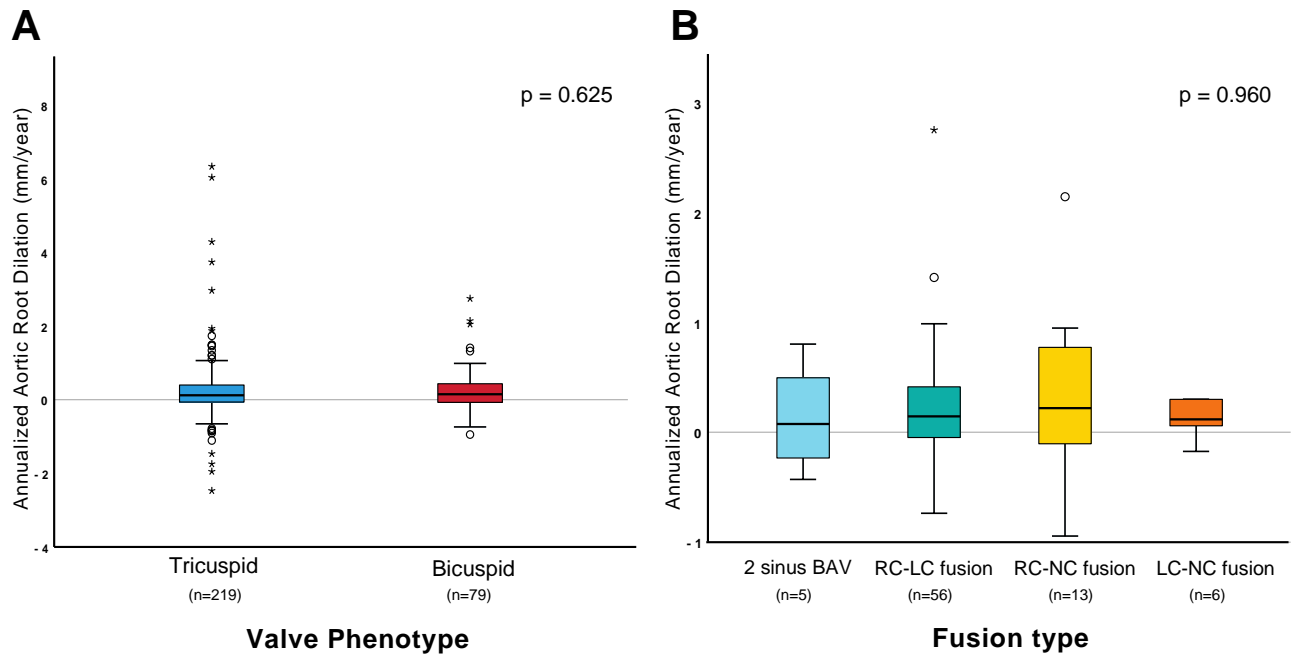 A
Annualized Aortic Root Dilation (mm/year)
p = 0.625
8
6
4
2
0
- 2
- 4
Tricuspid
(n=219)
Bicuspid
(n=79)
Valve Phenotype
B
Annualized Aortic Root Dilation (mm/year)
p = 0.960
3
2
1
0
- 1
2 sinus BAV
(n=5)
RC-LC fusion
(n=56)
RC-NC fusion
(n=13)
LC-NC fusion
(n=6)
Fusion type